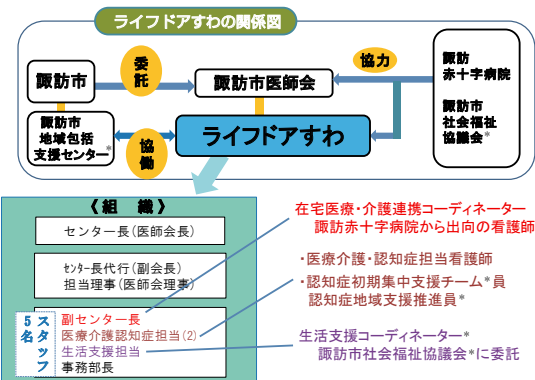 ライフドアすわの関係図
諏訪市
委託
諏訪市医師会
協力
諏訪
赤十字病院
諏訪市
社会福祉
協議会*
諏訪市
地域包括
支援センター*
協働
ライフドアすわ
《組 織》
センター長(医師会長)
センター長代行(副会長)
担当理事(医師会理事)
スタッフ
5名
副センター長
医療介護認知症担当(2)
生活支援担当
事務部長
在宅医療・介護連携コーディネーター
諏訪赤十字病院から出向の看護師
・医療介護・認知症担当看護師
・認知症初期集中支援チーム*員
認知症地域支援推進員*
生活支援コーディネーター*
諏訪市社会福祉協議会*に委託